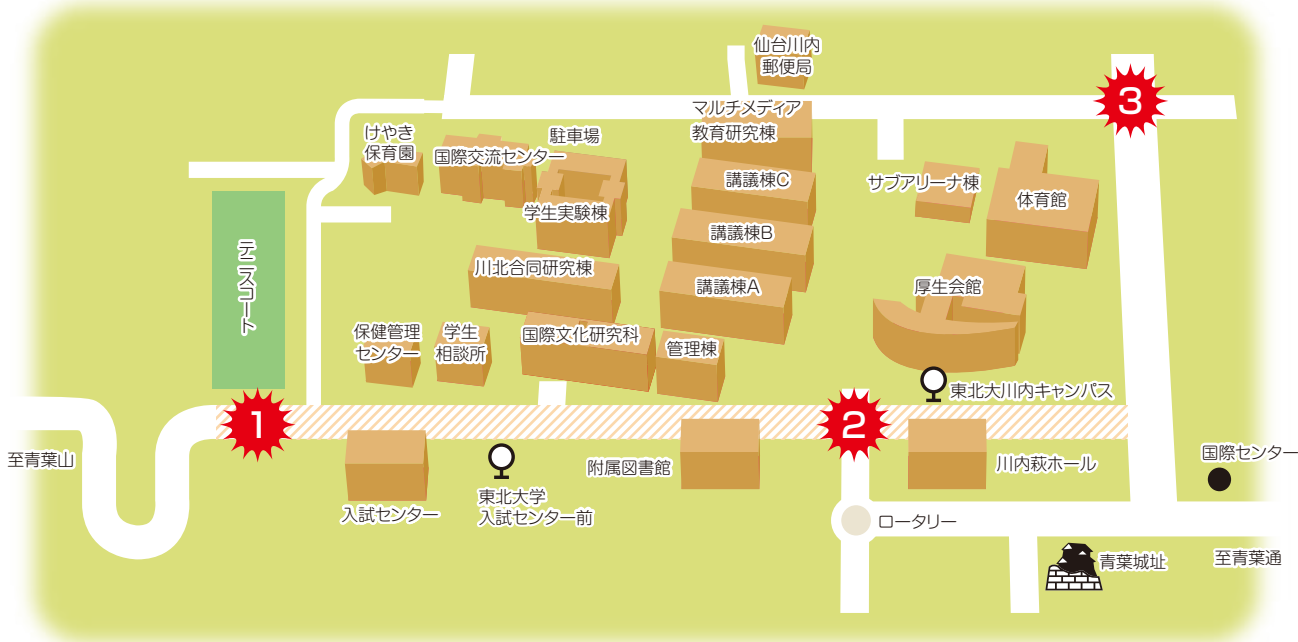 仙台川内
郵便局
3
マルチメディア
教育研究棟
けやき
保育園
国際交流センター
駐車場
講義棟C
サブアリーナ棟
体育館
学生実験棟
講義棟B
テニスコート
川北合同研究棟
講義棟A
厚生会館
保健管理
センター
学生
相談所
国際文化研究科
管理棟
東北大川内キャンパス
1
2
至青葉山
附属図書館
川内萩ホール
国際センター
入試センター
東北大学
入試センター前
ロータリー
青葉城址
至青葉通